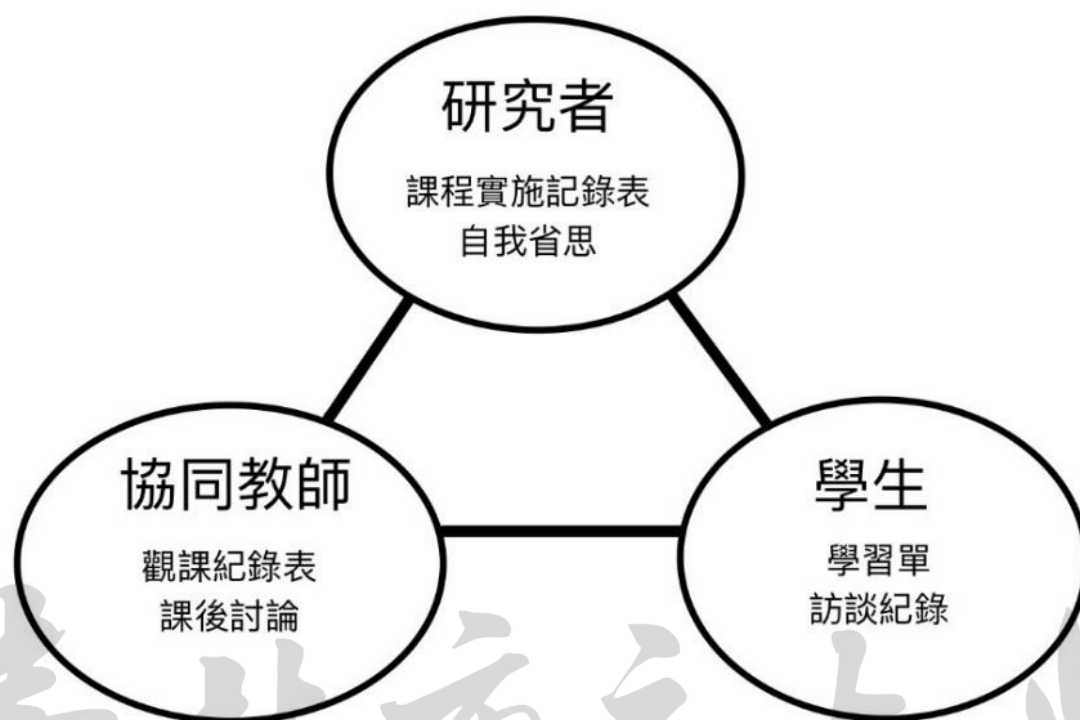 研究者
課程實施記錄表
自我省思
協同教師
觀課紀錄表
課後討論
學生
學習單
訪談紀錄